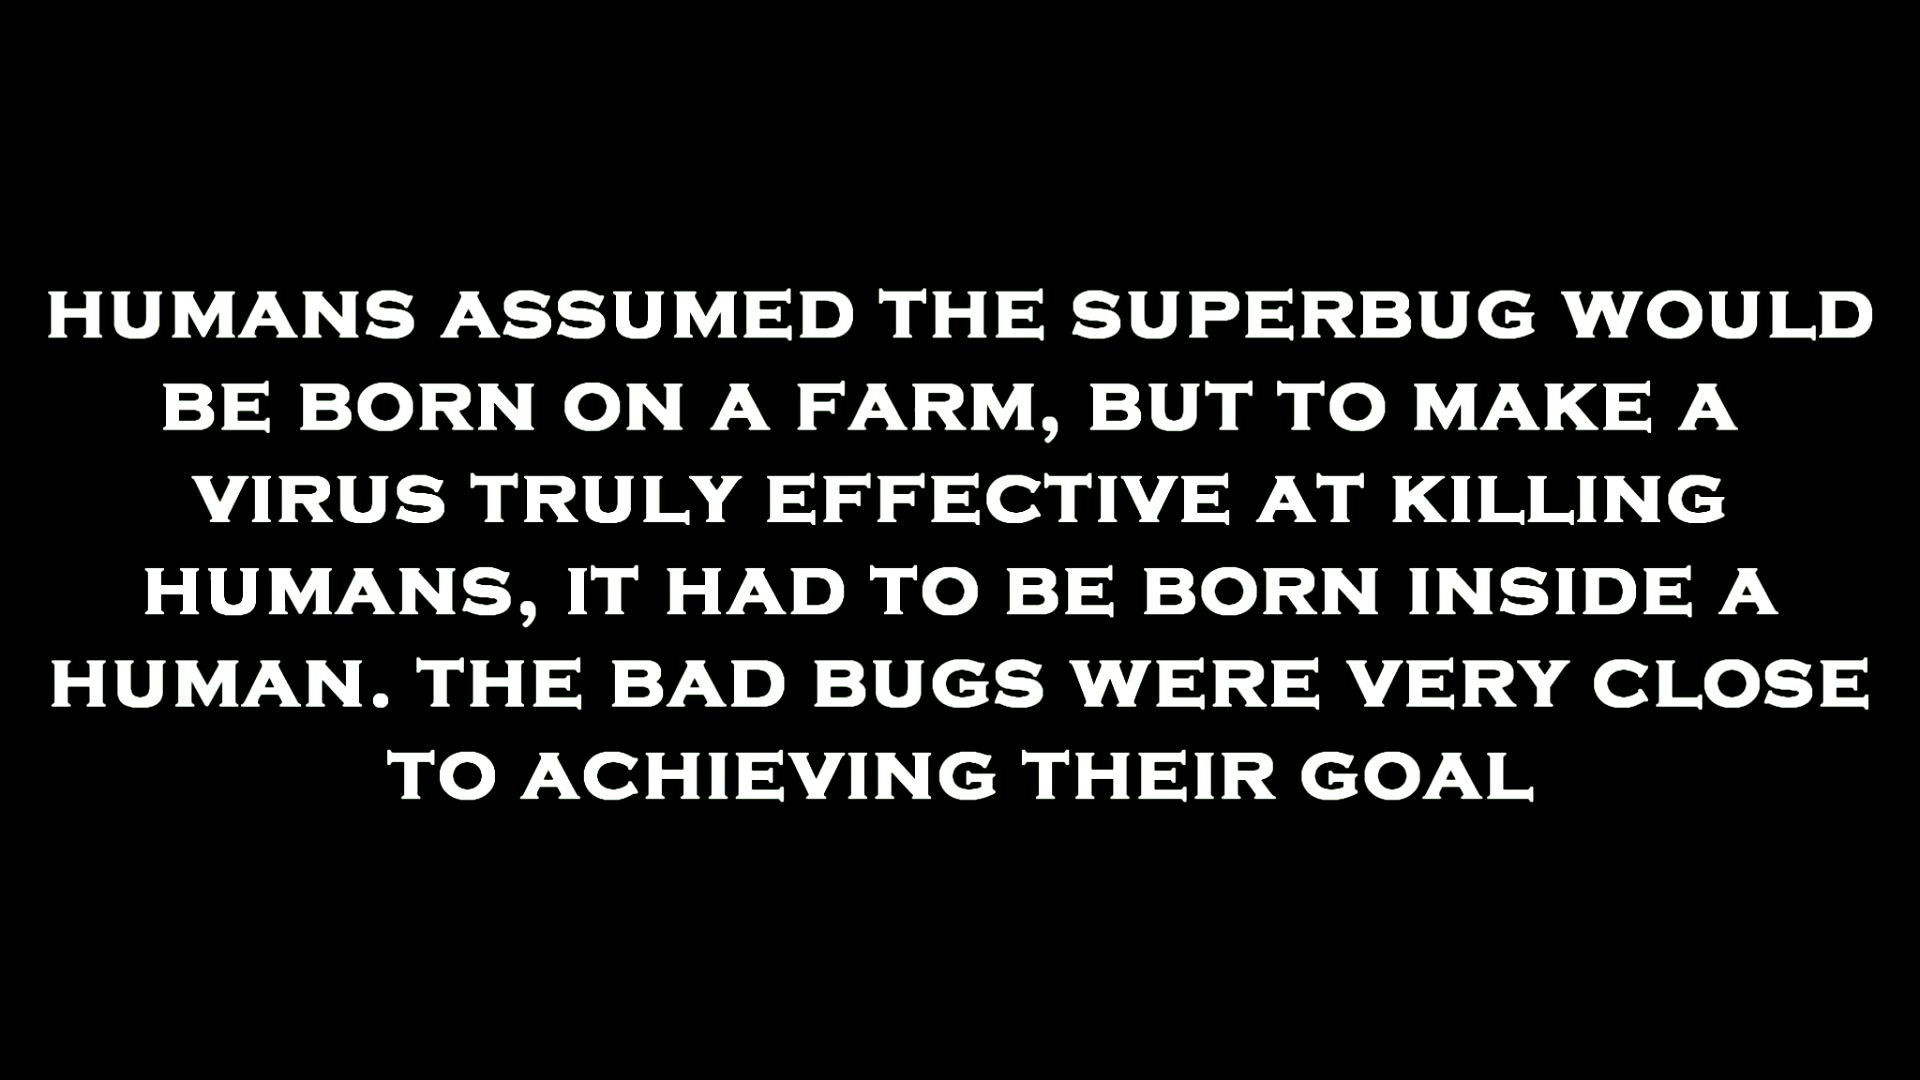 HUMANS ASSUMED THE SUPERBUG WOULD
BE BORN ON A FARM, BUT TO MAKE A
VIRUS TRULY EFFECTIVE AT KILLING
HUMANS, IT HAD TO BE BORN INSIDE A
HUMAN. THE BAD BUGS WERE VERY CLOSE
TO ACHIEVING THEIR GOAL